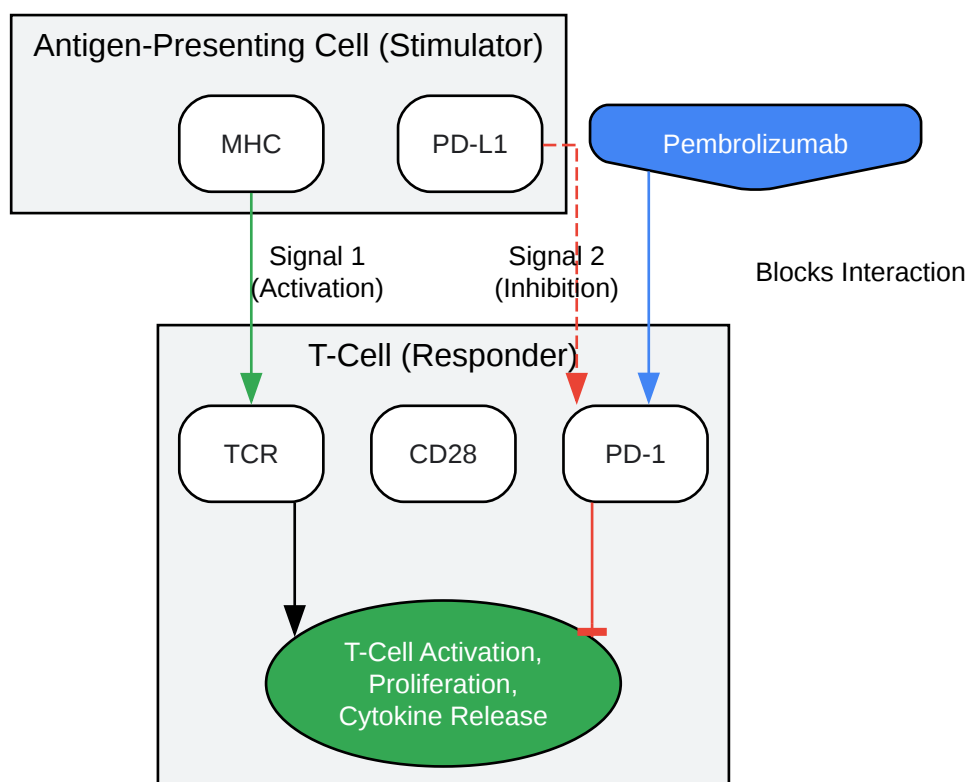 Antigen-Presenting Cell (Stimulator)
MHC
PD-L1
Pembrolizumab
Signal 1
(Activation)
Signal 2
(Inhibition)
Blocks Interaction
T-Cell (Responder)
TCR
CD28
PD-1
T-Cell Activation,
Proliferation,
Cytokine Release